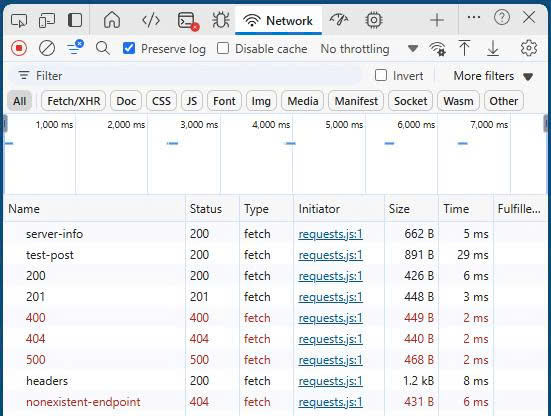 Network
Preserve log Disable cache No throttling
Filter Invert More filters
All Fetch/XHR Doc CSS JS Font Img Media Manifest Socket Wasm Other
1,000 ms 2,000 ms 3,000 ms 4,000 ms 5,000 ms 6,000 ms 7,000 ms
Name Status Type Initiator Size Time Fulfille...
server-info 200 fetch requests.js:1 662 B 5 ms
test-post 200 fetch requests.js:1 891 B 29 ms
200 200 fetch requests.js:1 426 B 6 ms
201 201 fetch requests.js:1 448 B 3 ms
400 400 fetch requests.js:1 449 B 2 ms
404 404 fetch requests.js:1 440 B 2 ms
500 500 fetch requests.js:1 468 B 2 ms
headers 200 fetch requests.js:1 1.2 kB 8 ms
nonexistent-endpoint 404 fetch requests.js:1 431 B 6 ms